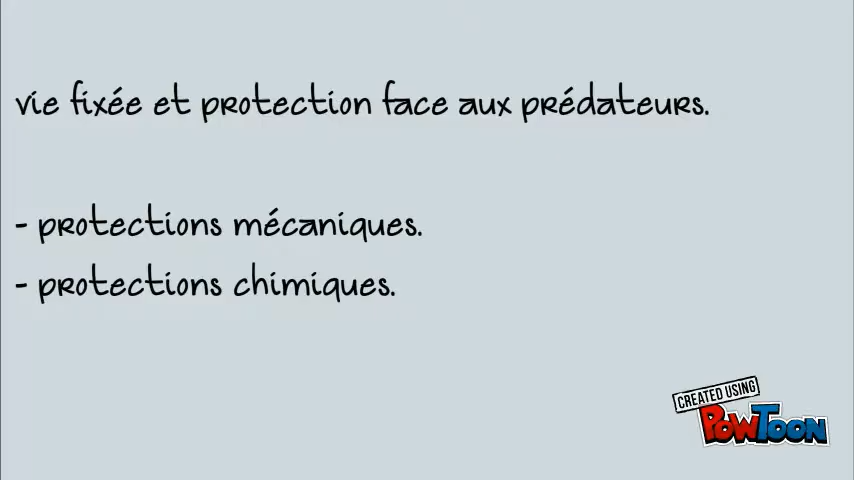 vie fixée et protection face aux prédateurs.
- protections mécaniques.
- protections chimiques.
CREATED USING
POWTOON